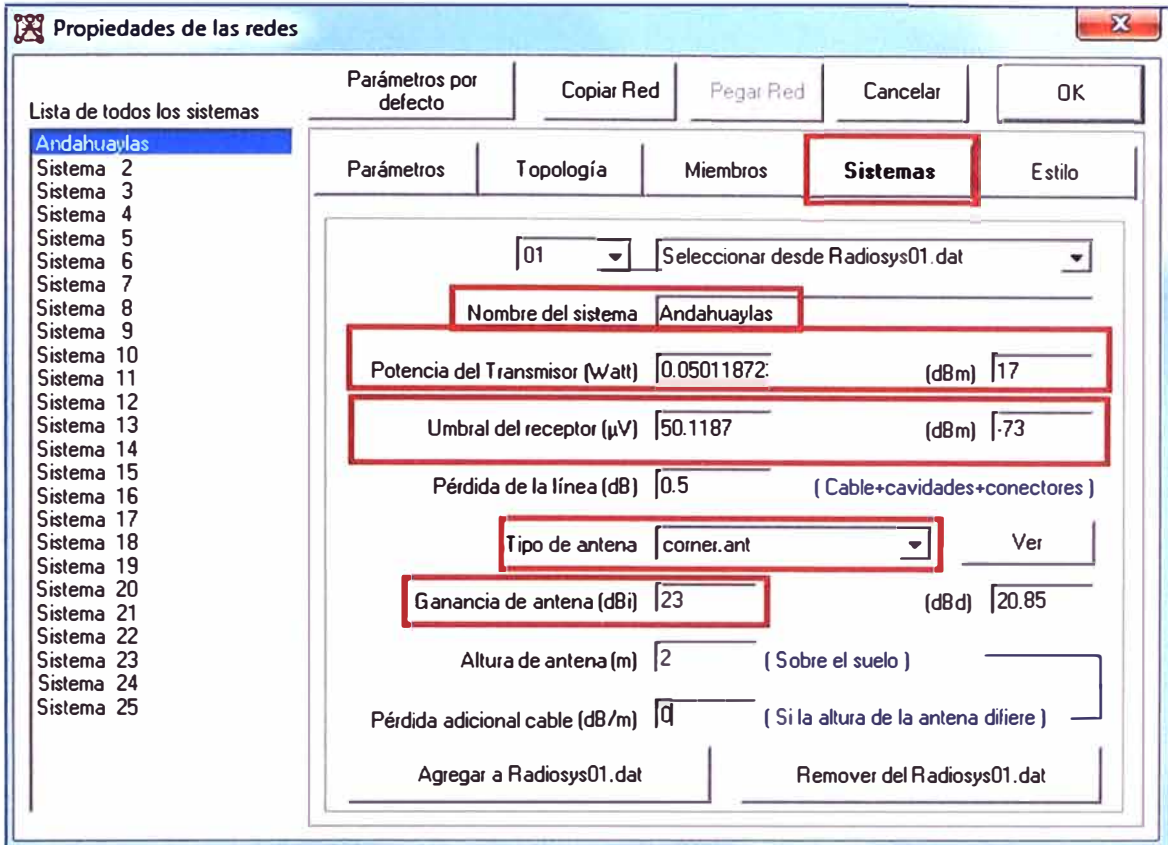 Propiedades de las redes
Parámetros por defecto
Copiar Red
Pegar Red
Cancelar
OK
Lista de todos los sistemas
Andahuaylas
Sistema 2
Sistema 3
Sistema 4
Sistema 5
Sistema 6
Sistema 7
Sistema 8
Sistema 9
Sistema 10
Sistema 11
Sistema 12
Sistema 13
Sistema 14
Sistema 15
Sistema 16
Sistema 17
Sistema 18
Sistema 19
Sistema 20
Sistema 21
Sistema 22
Sistema 23
Sistema 24
Sistema 25
Parámetros Topología Miembros Sistemas Estilo
01 Seleccionar desde Radiosys01.dat
Nombre del sistema Andahuaylas
Potencia del Transmisor (Watt) 0.05011872 (dBm) 17
Umbral del receptor (µV) 50.1187 (dBm) -73
Pérdida de la línea (dB) 0.5 (Cable+cavidades+conectores)
Tipo de antena corner.ant Ver
Ganancia de antena (dBi) 23 (dBd) 20.85
Altura de antena (m) 2 (Sobre el suelo)
Pérdida adicional cable (dB/m) 0 (Si la altura de la antena difiere)
Agregar a Radiosys01.dat Remover del Radiosys01.dat